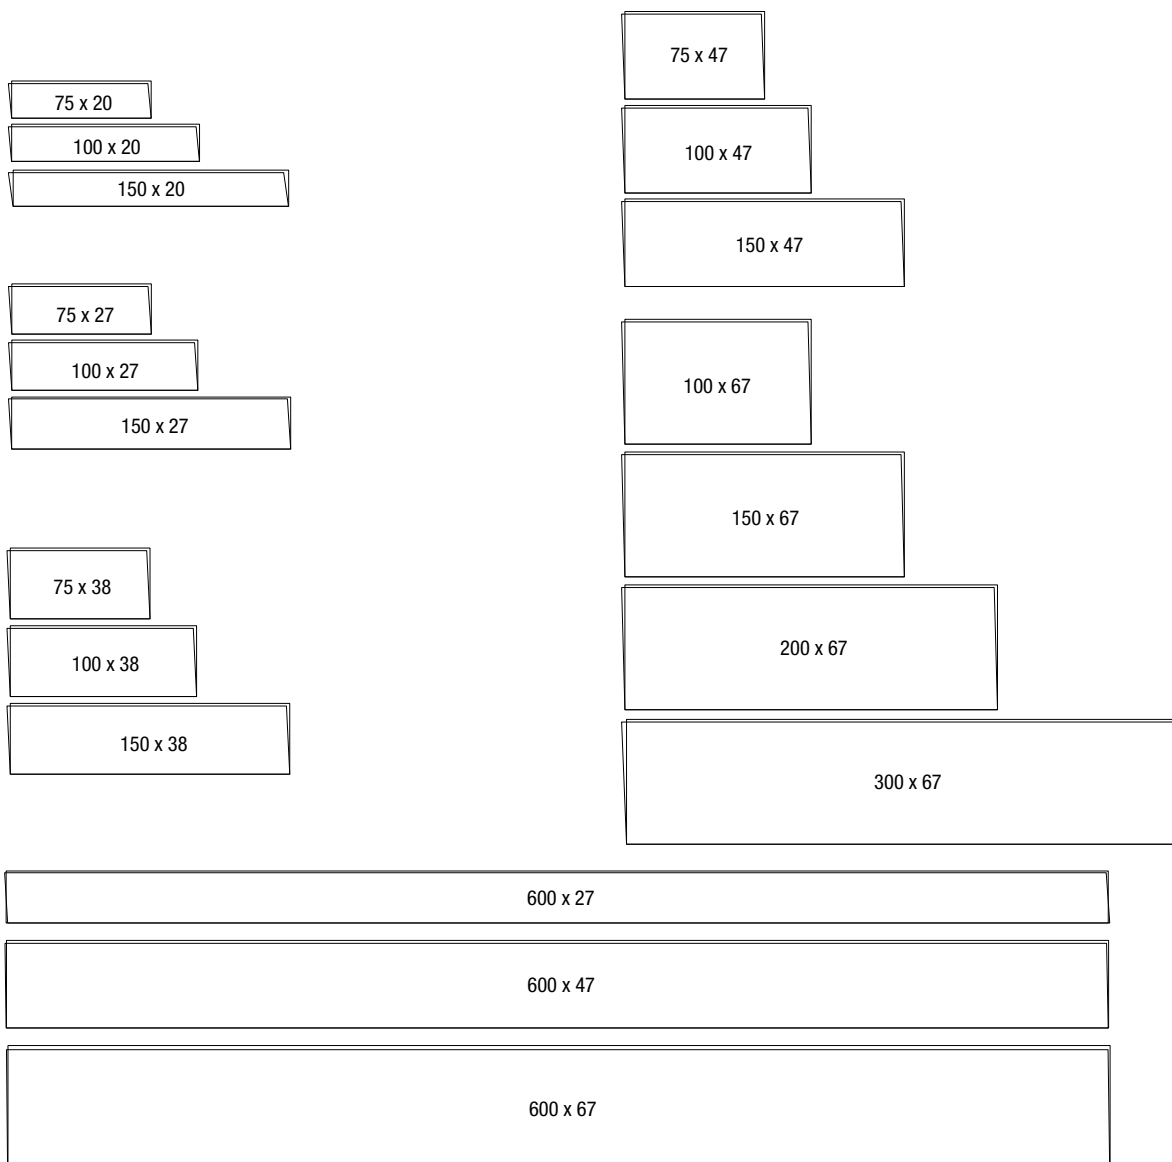 75 x 20
100 x 20
150 x 20
75 x 27
100 x 27
150 x 27
75 x 38
100 x 38
150 x 38
75 x 47
100 x 47
150 x 47
100 x 67
150 x 67
200 x 67
300 x 67
600 x 27
600 x 47
600 x 67